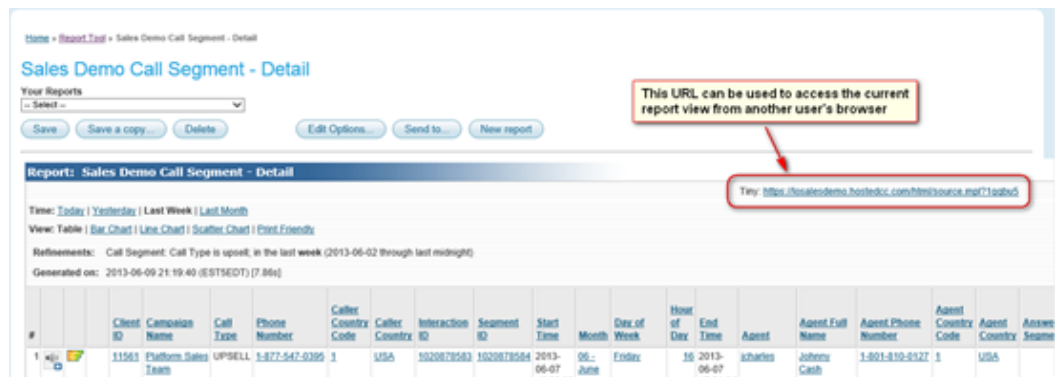 Home » Report Tool » Sales Demo Call Segment - Detail
Sales Demo Call Segment - Detail
Your Reports
-- Select --
Save Save a copy... Delete Edit Options... Send to... New report
This URL can be used to access the current
report view from another user's browser
Report: Sales Demo Call Segment - Detail
Tiny: https://iosalesdemo.hostedcc.com/html/source.mpl?1qqbu5
Time: Today | Yesterday | Last Week | Last Month
View: Table | Bar Chart | Line Chart | Scatter Chart | Print Friendly
Refinements: Call Segment: Call Type is upsell; in the last week (2013-06-02 through last midnight)
Generated on: 2013-06-09 21:19:40 (EST5EDT) [7.86s]
Caller Hour Agent
Client Campaign Call Phone Country Caller Interaction Segment Start Day of of End Agent Full Agent Phone Country Agent Answe
# ID Name Type Number Code Country ID ID Time Month Week Day Time Agent Name Number Code Country Segme
1 11561 Platform Sales UPSELL 1-877-547-0395 1 USA 1020878583 1020878584 2013- 06 - Friday 16 2013- jcharles Johnny 1-801-810-0127 1 USA
Team 06-07 June 06-07 Cash